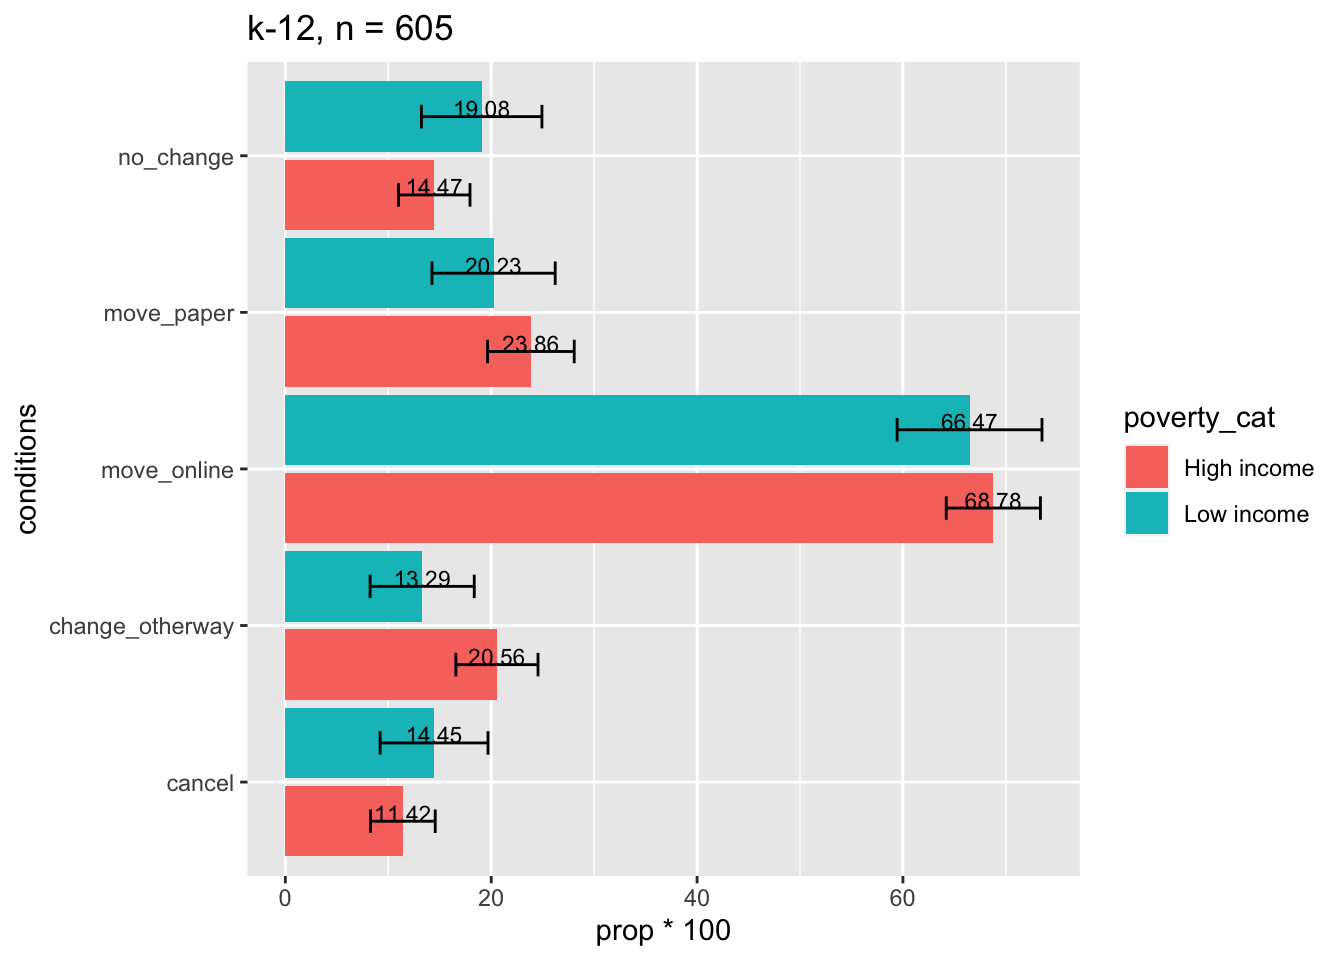 k-12, n = 605
conditions
no_change
19.08
14.47
move_paper
20.23
23.86
move_online
66.47
68.78
change_otherway
13.29
20.56
cancel
14.45
11.42
0 20 40 60
prop * 100
poverty_cat
High income
Low income